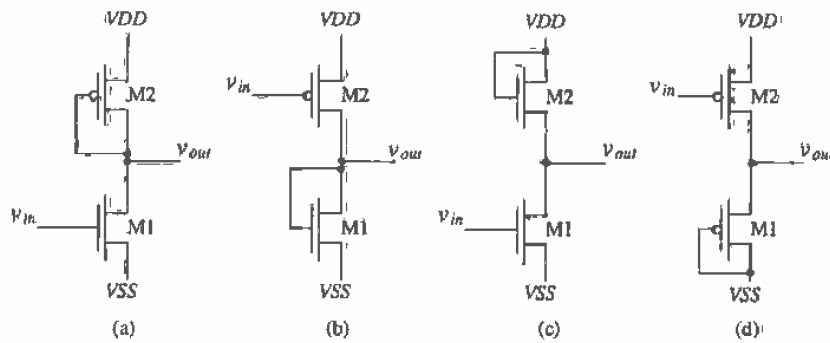 VDD VDD VDD VDD
M2 v_in M2 M2 v_in M2
v_out v_out v_out v_out
v_in M1 M1 v_in M1 M1
VSS VSS VSS VSS
(a) (b) (c) (d)